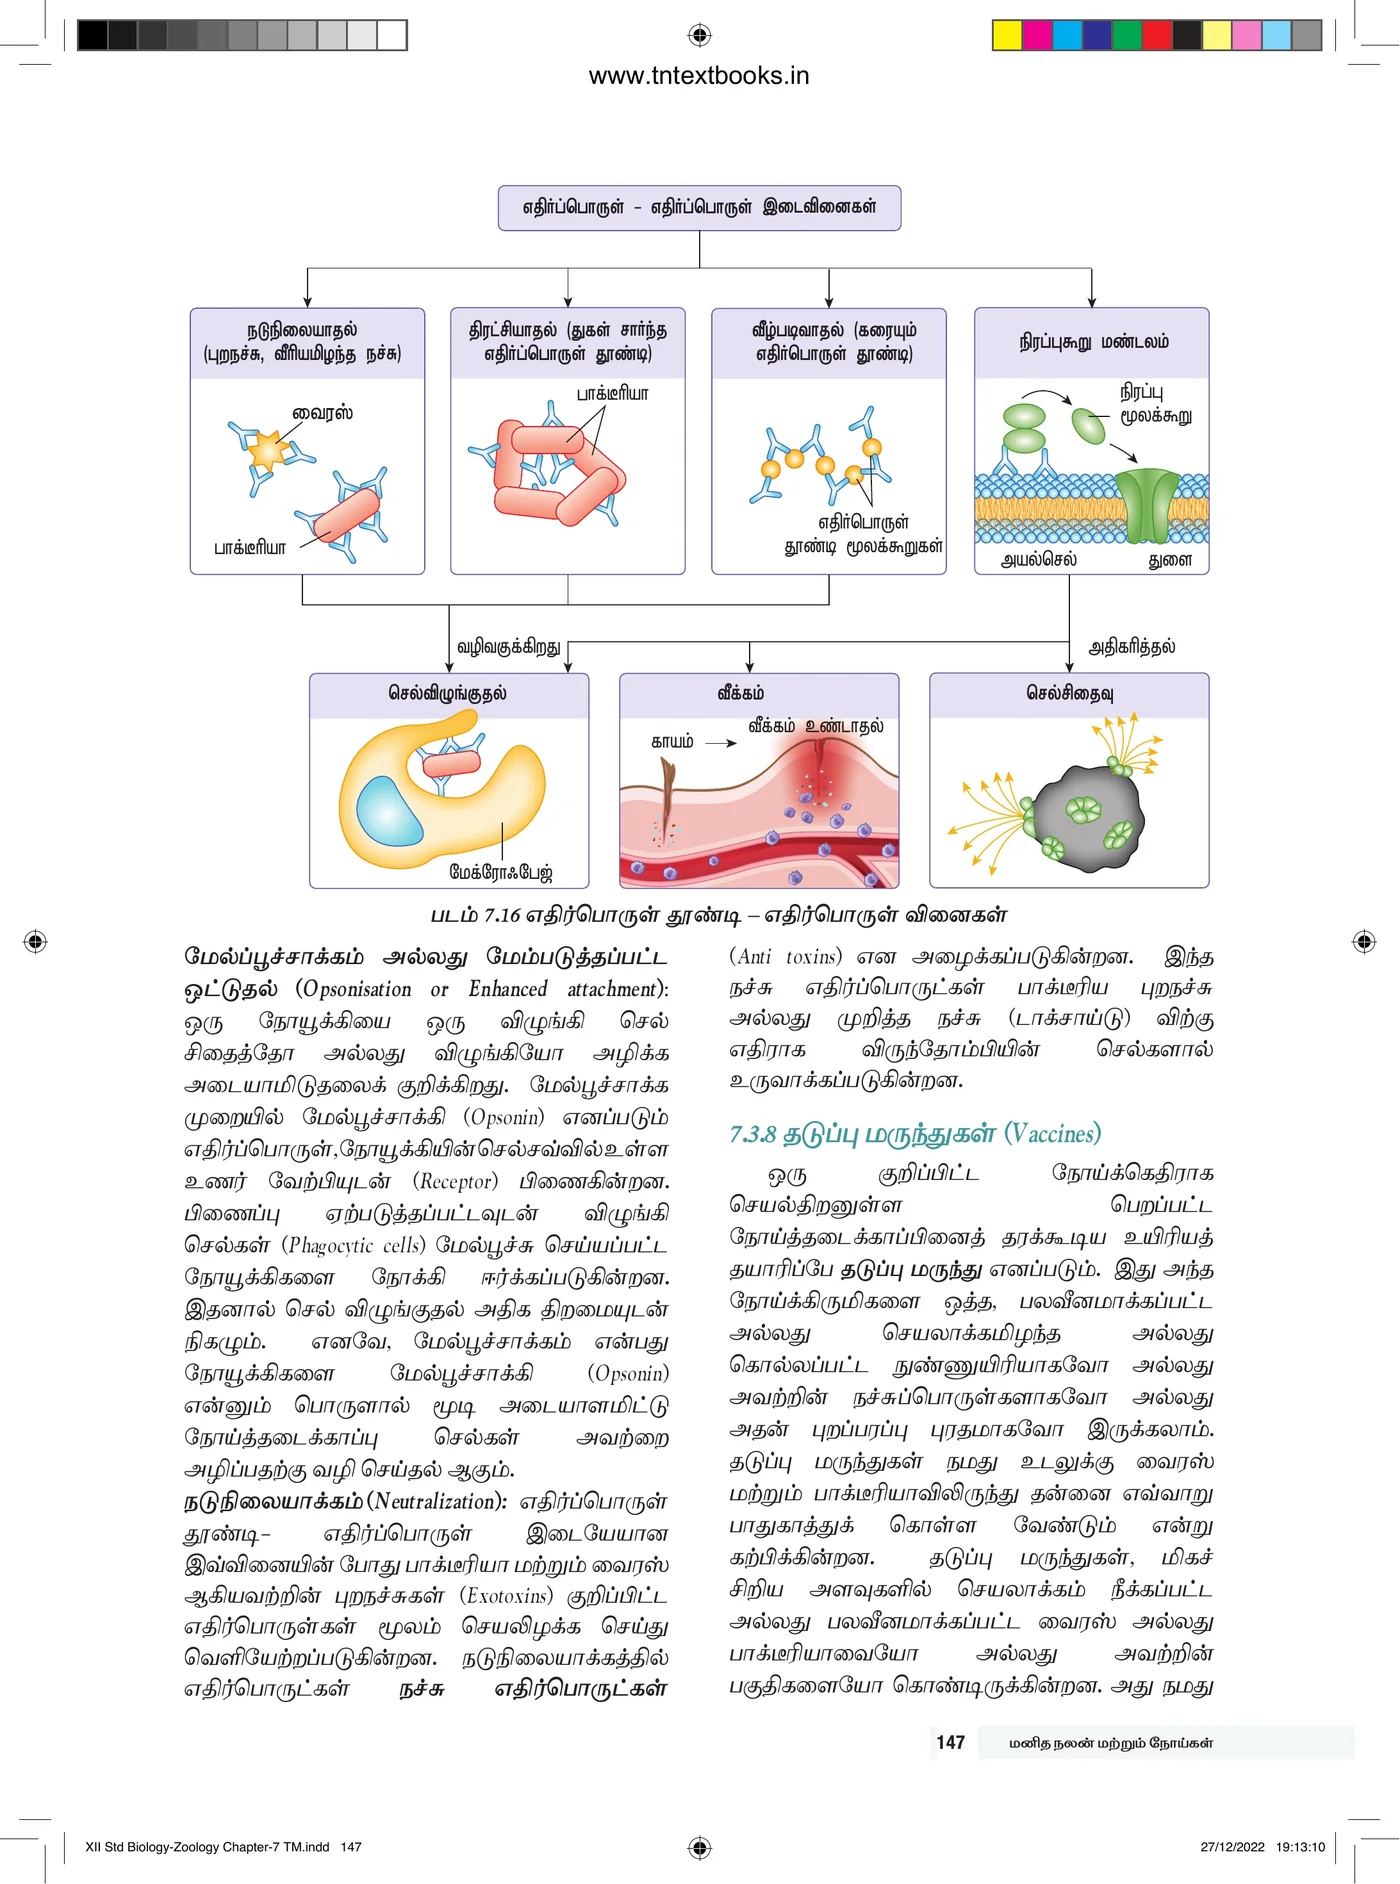 www.tntextbooks.in
எதிர்ப்பொருள் - எதிர்ப்பொருள் இடைவினைகள்
நடுநிலையாதல்
(புறநச்சு, வீரியமிழந்த நச்சு)
வைரஸ்
பாக்டீரியா
திரட்சியாதல் (துகள் சார்ந்த
எதிர்ப்பொருள் தூண்டி)
பாக்டீரியா
வீழ்படிவாதல் (கரையும்
எதிர்பொருள் தூண்டி)
எதிர்பொருள்
தூண்டி மூலக்கூறுகள்
நிரப்புகூறு மண்டலம்
நிரப்பு
மூலக்கூறு
அயல்செல்
துளை
வழிவகுக்கிறது
அதிகரித்தல்
செல்விழுங்குதல்
மேக்ரோஃபேஜ்
வீக்கம்
வீக்கம் உண்டாதல்
காயம்
செல்சிதைவு
படம் 7.16 எதிர்பொருள் தூண்டி – எதிர்பொருள் வினைகள்
மேல்ப்பூச்சாக்கம் அல்லது மேம்படுத்தப்பட்ட
ஒட்டுதல் (Opsonisation or Enhanced attachment):
ஒரு நோயூக்கியை ஒரு விழுங்கி செல்
சிதைத்தோ அல்லது விழுங்கியோ அழிக்க
அடையாமிடுதலைக் குறிக்கிறது. மேல்பூச்சாக்க
முறையில் மேல்பூச்சாக்கி (Opsonin) எனப்படும்
எதிர்ப்பொருள்,நோயூக்கியின்செல்சவ்வில்உள்ள
உணர் வேற்பியுடன் (Receptor) பிணைகின்றன.
பிணைப்பு ஏற்படுத்தப்பட்டவுடன் விழுங்கி
செல்கள் (Phagocytic cells) மேல்பூச்சு செய்யப்பட்ட
நோயூக்கிகளை நோக்கி ஈர்க்கப்படுகின்றன.
இதனால் செல் விழுங்குதல் அதிக திறமையுடன்
நிகழும். எனவே, மேல்பூச்சாக்கம் என்பது
நோயூக்கிகளை மேல்பூச்சாக்கி (Opsonin)
என்னும் பொருளால் மூடி அடையாளமிட்டு
நோய்த்தடைக்காப்பு செல்கள் அவற்றை
அழிப்பதற்கு வழி செய்தல் ஆகும்.
நடுநிலையாக்கம் (Neutralization): எதிர்ப்பொருள்
தூண்டி- எதிர்ப்பொருள் இடையேயான
இவ்வினையின் போது பாக்டீரியா மற்றும் வைரஸ்
ஆகியவற்றின் புறநச்சுகள் (Exotoxins) குறிப்பிட்ட
எதிர்பொருள்கள் மூலம் செயலிழக்க செய்து
வெளியேற்றப்படுகின்றன. நடுநிலையாக்கத்தில்
எதிர்பொருட்கள் நச்சு எதிர்பொருட்கள்
(Anti toxins) என அழைக்கப்படுகின்றன. இந்த
நச்சு எதிர்ப்பொருட்கள் பாக்டீரிய புறநச்சு
அல்லது முறித்த நச்சு (டாக்சாய்டு) விற்கு
எதிராக விருந்தோம்பியின் செல்களால்
உருவாக்கப்படுகின்றன.
7.3.8 தடுப்பு மருந்துகள் (Vaccines)
ஒரு குறிப்பிட்ட நோய்க்கெதிராக
செயல்திறனுள்ள பெறப்பட்ட
நோய்த்தடைக்காப்பினைத் தரக்கூடிய உயிரியத்
தயாரிப்பே தடுப்பு மருந்து எனப்படும். இது அந்த
நோய்க்கிருமிகளை ஒத்த, பலவீனமாக்கப்பட்ட
அல்லது செயலாக்கமிழந்த அல்லது
கொல்லப்பட்ட நுண்ணுயிரியாகவோ அல்லது
அவற்றின் நச்சுப்பொருள்களாகவோ அல்லது
அதன் புறப்பரப்பு புரதமாகவோ இருக்கலாம்.
தடுப்பு மருந்துகள் நமது உடலுக்கு வைரஸ்
மற்றும் பாக்டீரியாவிலிருந்து தன்னை எவ்வாறு
பாதுகாத்துக் கொள்ள வேண்டும் என்று
கற்பிக்கின்றன. தடுப்பு மருந்துகள், மிகச்
சிறிய அளவுகளில் செயலாக்கம் நீக்கப்பட்ட
அல்லது பலவீனமாக்கப்பட்ட வைரஸ் அல்லது
பாக்டீரியாவையோ அல்லது அவற்றின்
பகுதிகளையோ கொண்டிருக்கின்றன. அது நமது
147 மனித நலன் மற்றும் நோய்கள்
XII Std Biology-Zoology Chapter-7 TM.indd 147
27/12/2022 19:13:10